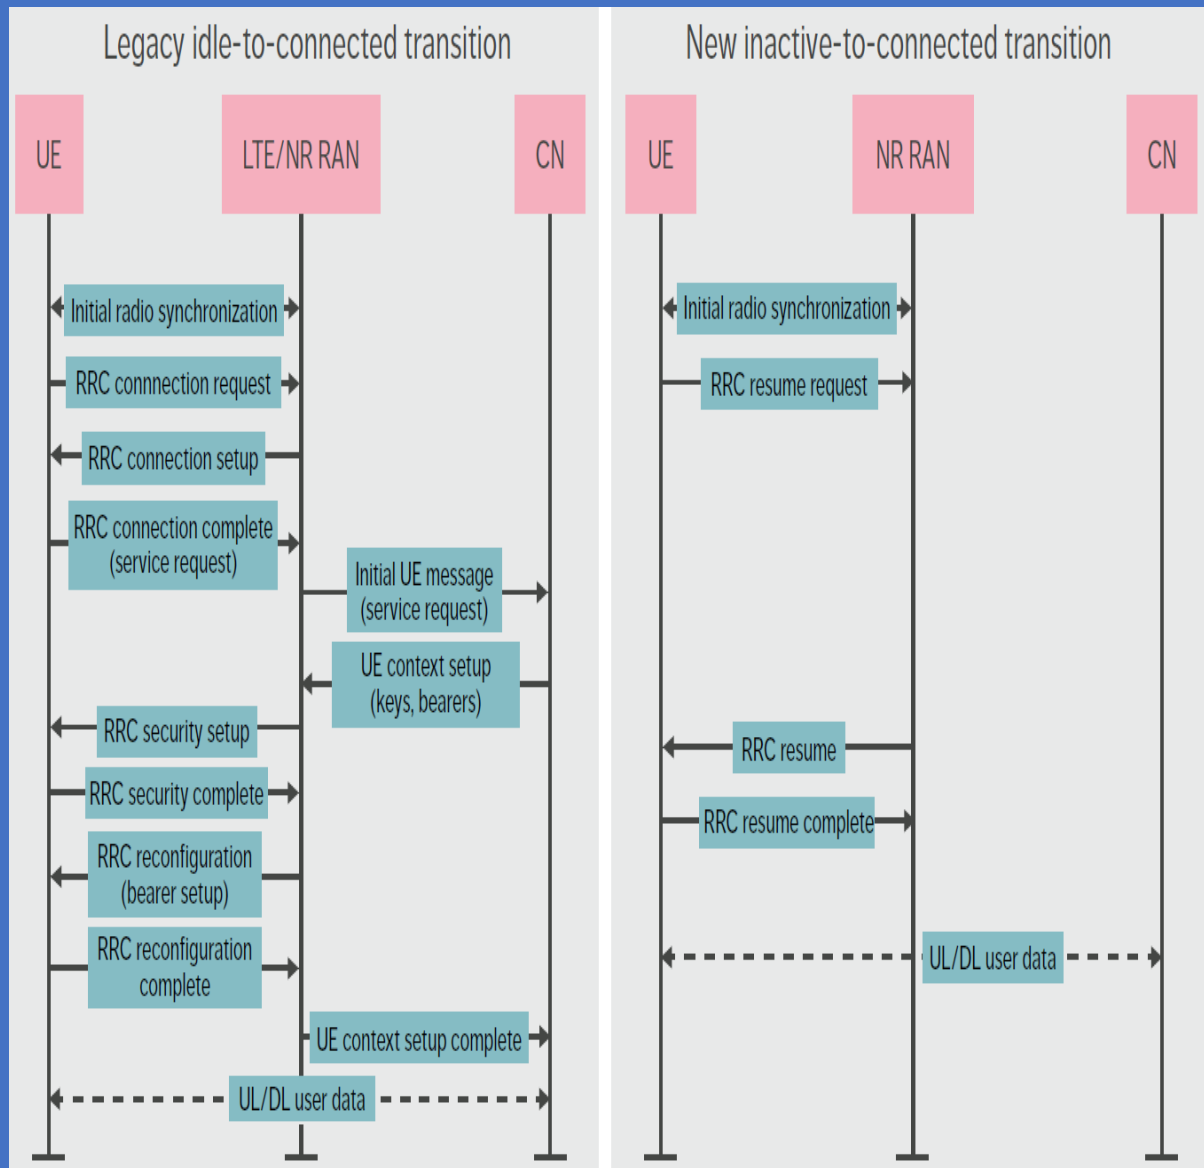 Legacy idle-to-connected transition
UE
LTE/NR RAN
CN
Initial radio synchronization
RRC connnection request
RRC connection setup
RRC connection complete
(service request)
Initial UE message
(service request)
UE context setup
(keys, bearers)
RRC security setup
RRC security complete
RRC reconfiguration
(bearer setup)
RRC reconfiguration
complete
UE context setup complete
UL/DL user data
New inactive-to-connected transition
UE
NR RAN
CN
Initial radio synchronization
RRC resume request
RRC resume
RRC resume complete
UL/DL user data